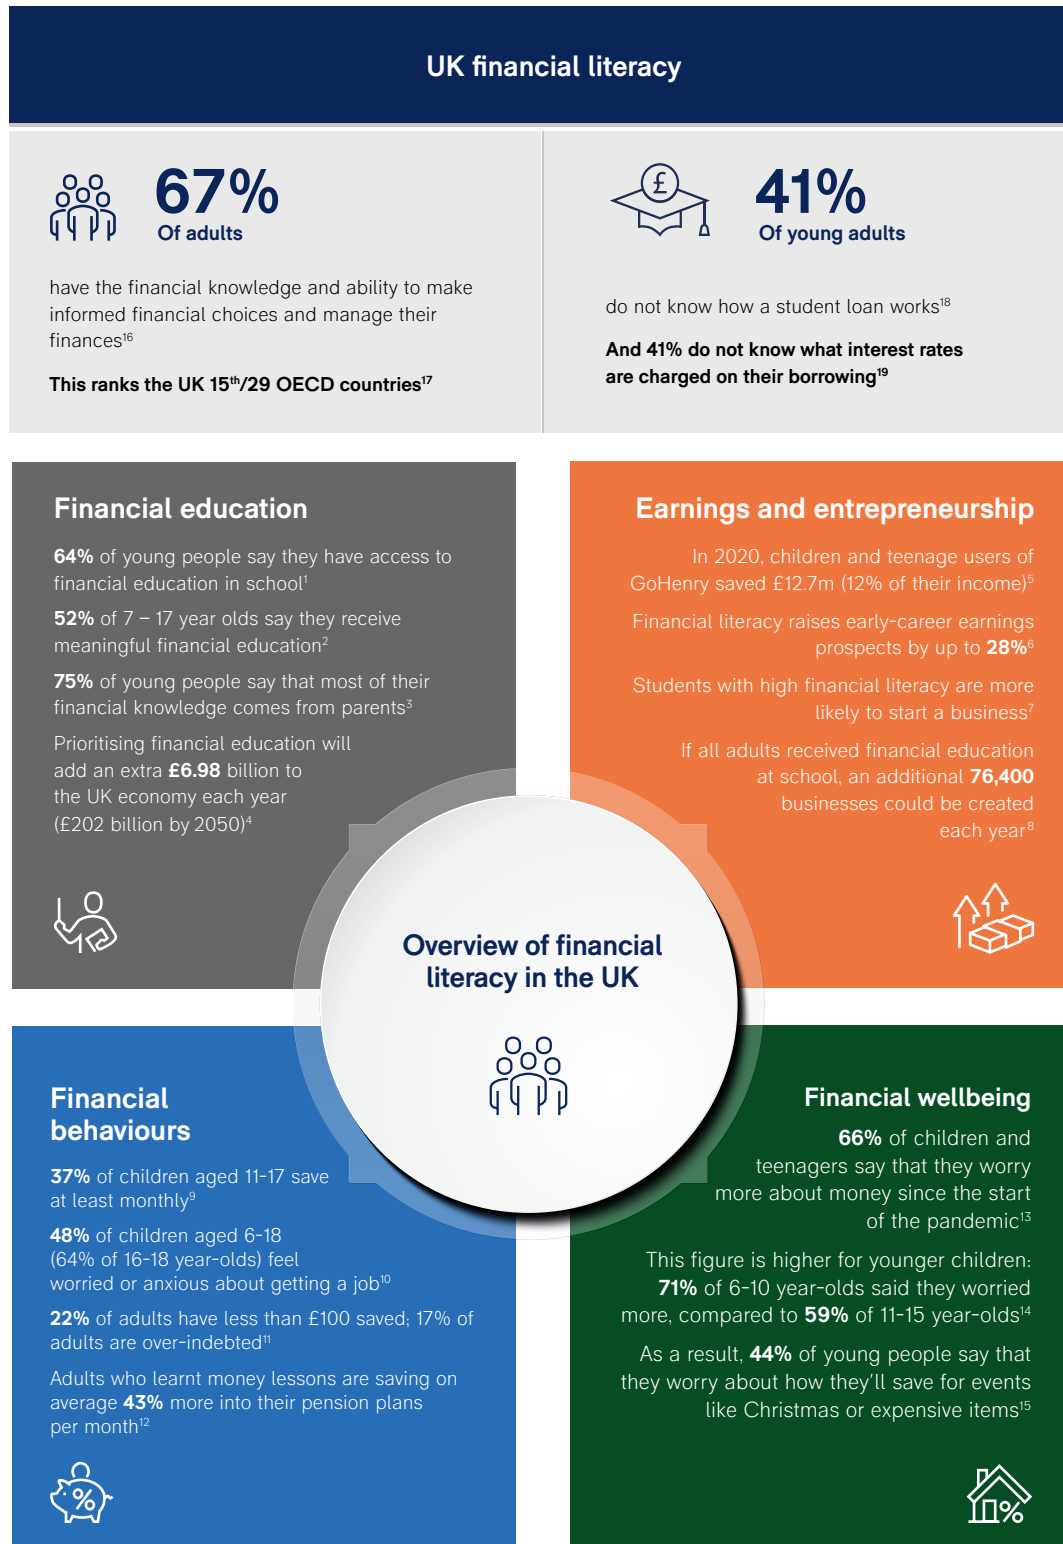 UK financial literacy
67%
Of adults
have the financial knowledge and ability to make
informed financial choices and manage their
finances16
This ranks the UK 15th/29 OECD countries17
£
41%
Of young adults
do not know how a student loan works18
And 41% do not know what interest rates
are charged on their borrowing19
Financial education
64% of young people say they have access to
financial education in school1
52% of 7 – 17 year olds say they receive
meaningful financial education2
75% of young people say that most of their
financial knowledge comes from parents3
Prioritising financial education will
add an extra £6.98 billion to
the UK economy each year
(£202 billion by 2050)4
Earnings and entrepreneurship
In 2020, children and teenage users of
GoHenry saved £12.7m (12% of their income)5
Financial literacy raises early-career earnings
prospects by up to 28%6
Students with high financial literacy are more
likely to start a business7
If all adults received financial education
at school, an additional 76,400
businesses could be created
each year8
Overview of financial
literacy in the UK
Financial
behaviours
37% of children aged 11-17 save
at least monthly9
48% of children aged 6-18
(64% of 16-18 year-olds) feel
worried or anxious about getting a job10
22% of adults have less than £100 saved; 17% of
adults are over-indebted11
Adults who learnt money lessons are saving on
average 43% more into their pension plans
per month12
%
Financial wellbeing
66% of children and
teenagers say that they worry
more about money since the start
of the pandemic13
This figure is higher for younger children:
71% of 6-10 year-olds said they worried
more, compared to 59% of 11-15 year-olds14
As a result, 44% of young people say that
they worry about how they'll save for events
like Christmas or expensive items15
%